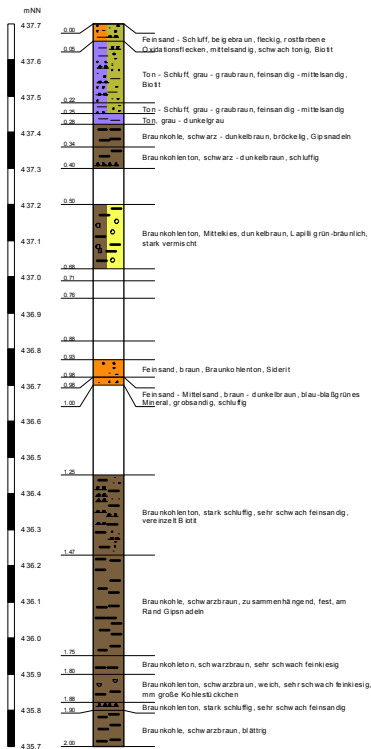 mNN
437.7
0.00
Feinsand - Schluff, beigebraun, fleckig, rostfarbene
0.05
Oxidationsflecken, mittelsandig, schwach tonig, Biotit
437.6
Ton - Schluff, grau - graubraun, feinsandig - mittelsandig,
Biotit
437.5
0.22
Ton - Schluff, grau - graubraun, feinsandig - mittelsandig
0.25
Ton, grau - dunkelgrau
0.28
437.4
Braunkohle, schwarz - dunkelbraun, bröckelig, Gipsnadeln
0.34
Braunkohlenton, schwarz - dunkelbraun, schluffig
0.40
437.3
437.2
0.50
Braunkohlenton, Mittelkies, dunkelbraun, Lapilli grün-bräunlich,
stark vermischt
437.1
0.68
437.0
0.71
0.76
436.9
0.88
436.8
0.93
Feinsand, braun, Braunkohlenton, Siderit
0.98
436.7
0.98
Feinsand - Mittelsand, braun - dunkelbraun, blau-blaßgrünes
Mineral, grobsandig, schluffig
1.00
436.6
436.5
1.25
436.4
Braunkohlenton, stark schluffig, sehr schwach feinsandig,
vereinzelt Biotit
436.3
1.47
436.2
436.1
Braunkohle, schwarzbraun, zusammenhängend, fest, am
Rand Gipsnadeln
436.0
1.75
Braunkohleton, schwarzbraun, sehr schwach feinkiesig
1.80
435.9
Braunkohlenton, schwarzbraun, weich, sehr schwach feinkiesig,
mm große Kohlestückchen
1.88
Braunkohlenton, stark schluffig, sehr schwach feinsandig
1.90
435.8
Braunkohle, schwarzbraun, blättrig
2.00
435.7